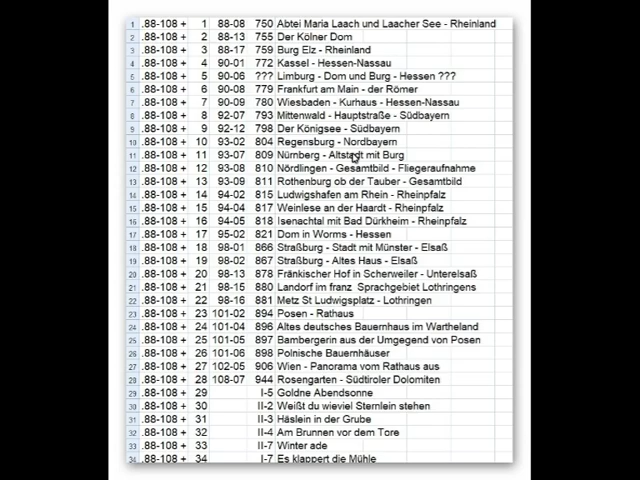 1 .88-108 + 1 88-08 750 Abtei Maria Laach und Laacher See - Rheinland
2 .88-108 + 2 88-13 755 Der Kölner Dom
3 .88-108 + 3 88-17 759 Burg Elz - Rheinland
4 .88-108 + 4 90-01 772 Kassel - Hessen-Nassau
5 .88-108 + 5 90-06 ??? Limburg - Dom und Burg - Hessen ???
6 .88-108 + 6 90-08 779 Frankfurt am Main - der Römer
7 .88-108 + 7 90-09 780 Wiesbaden - Kurhaus - Hessen-Nassau
8 .88-108 + 8 92-07 793 Mittenwald - Hauptstraße - Südbayern
9 .88-108 + 9 92-12 798 Der Königsee - Südbayern
10 .88-108 + 10 93-02 804 Regensburg - Nordbayern
11 .88-108 + 11 93-07 809 Nürnberg - Altstadt mit Burg
12 .88-108 + 12 93-08 810 Nördlingen - Gesamtbild - Fliegeraufnahme
13 .88-108 + 13 93-09 811 Rothenburg ob der Tauber - Gesamtbild
14 .88-108 + 14 94-02 815 Ludwigshafen am Rhein - Rheinpfalz
15 .88-108 + 15 94-04 817 Weinlese an der Haardt - Rheinpfalz
16 .88-108 + 16 94-05 818 Isenachtal mit Bad Dürkheim - Rheinpfalz
17 .88-108 + 17 95-02 821 Dom in Worms - Hessen
18 .88-108 + 18 98-01 866 Straßburg - Stadt mit Münster - Elsaß
19 .88-108 + 19 98-02 867 Straßburg - Altes Haus - Elsaß
20 .88-108 + 20 98-13 878 Fränkischer Hof in Scherweiler - Unterelsaß
21 .88-108 + 21 98-15 880 Landorf im franz Sprachgebiet Lothringens
22 .88-108 + 22 98-16 881 Metz St Ludwigsplatz - Lothringen
23 .88-108 + 23 101-02 894 Posen - Rathaus
24 .88-108 + 24 101-04 896 Altes deutsches Bauernhaus im Wartheland
25 .88-108 + 25 101-05 897 Bambergerin aus der Umgegend von Posen
26 .88-108 + 26 101-06 898 Polnische Bauernhäuser
27 .88-108 + 27 102-05 906 Wien - Panorama vom Rathaus aus
28 .88-108 + 28 108-07 944 Rosengarten - Südtiroler Dolomiten
29 .88-108 + 29 I-5 Goldne Abendsonne
30 .88-108 + 30 II-2 Weißt du wieviel Sternlein stehen
31 .88-108 + 31 II-3 Häslein in der Grube
32 .88-108 + 32 II-4 Am Brunnen vor dem Tore
33 .88-108 + 33 II-7 Winter ade
34 .88-108 + 34 I-7 Es klappert die Mühle